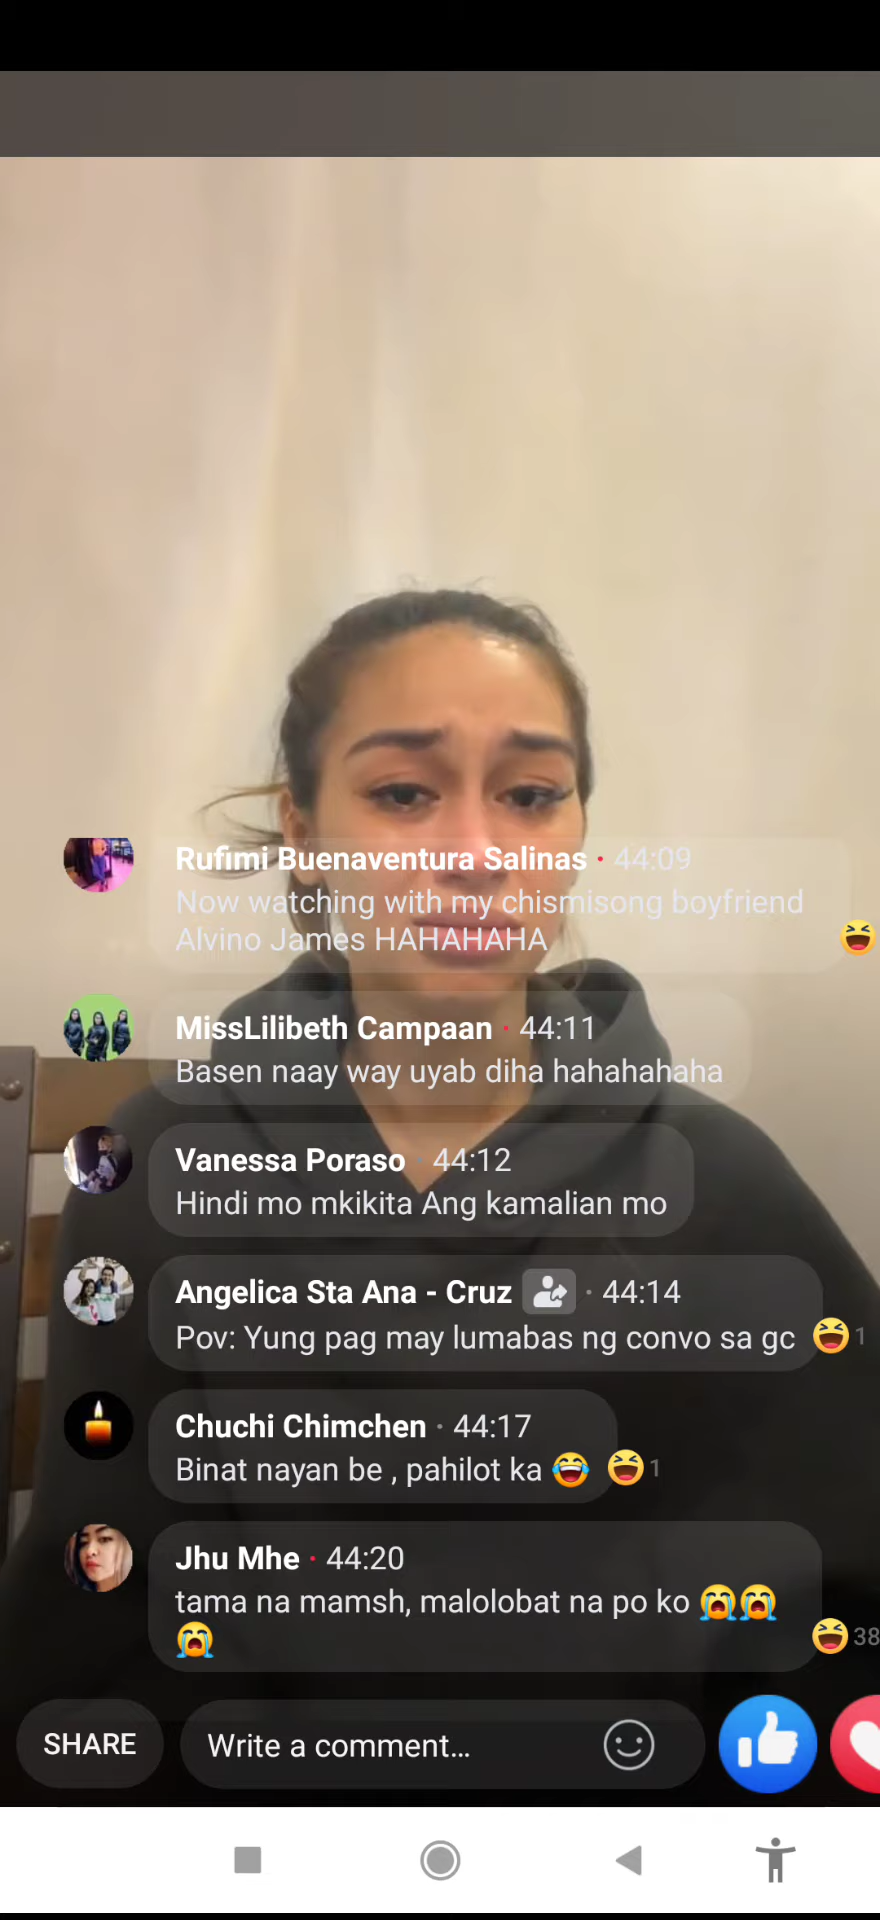 Rufimi Buenaventura Salinas · 44:09
Now watching with my chismisong boyfriend
Alvino James HAHAHAHA
MissLilibeth Campaan · 44:11
Basen naay way uyab diha hahahahaha
Vanessa Poraso · 44:12
Hindi mo mkikita Ang kamalian mo
Angelica Sta Ana - Cruz · 44:14
Pov: Yung pag may lumabas ng convo sa gc 😆 1
Chuchi Chimchen · 44:17
Binat nayan be , pahilot ka 😂 😆 1
Jhu Mhe · 44:20
tama na mamsh, malolobat na po ko 😭😭
😭 😆 38
SHARE
Write a comment...